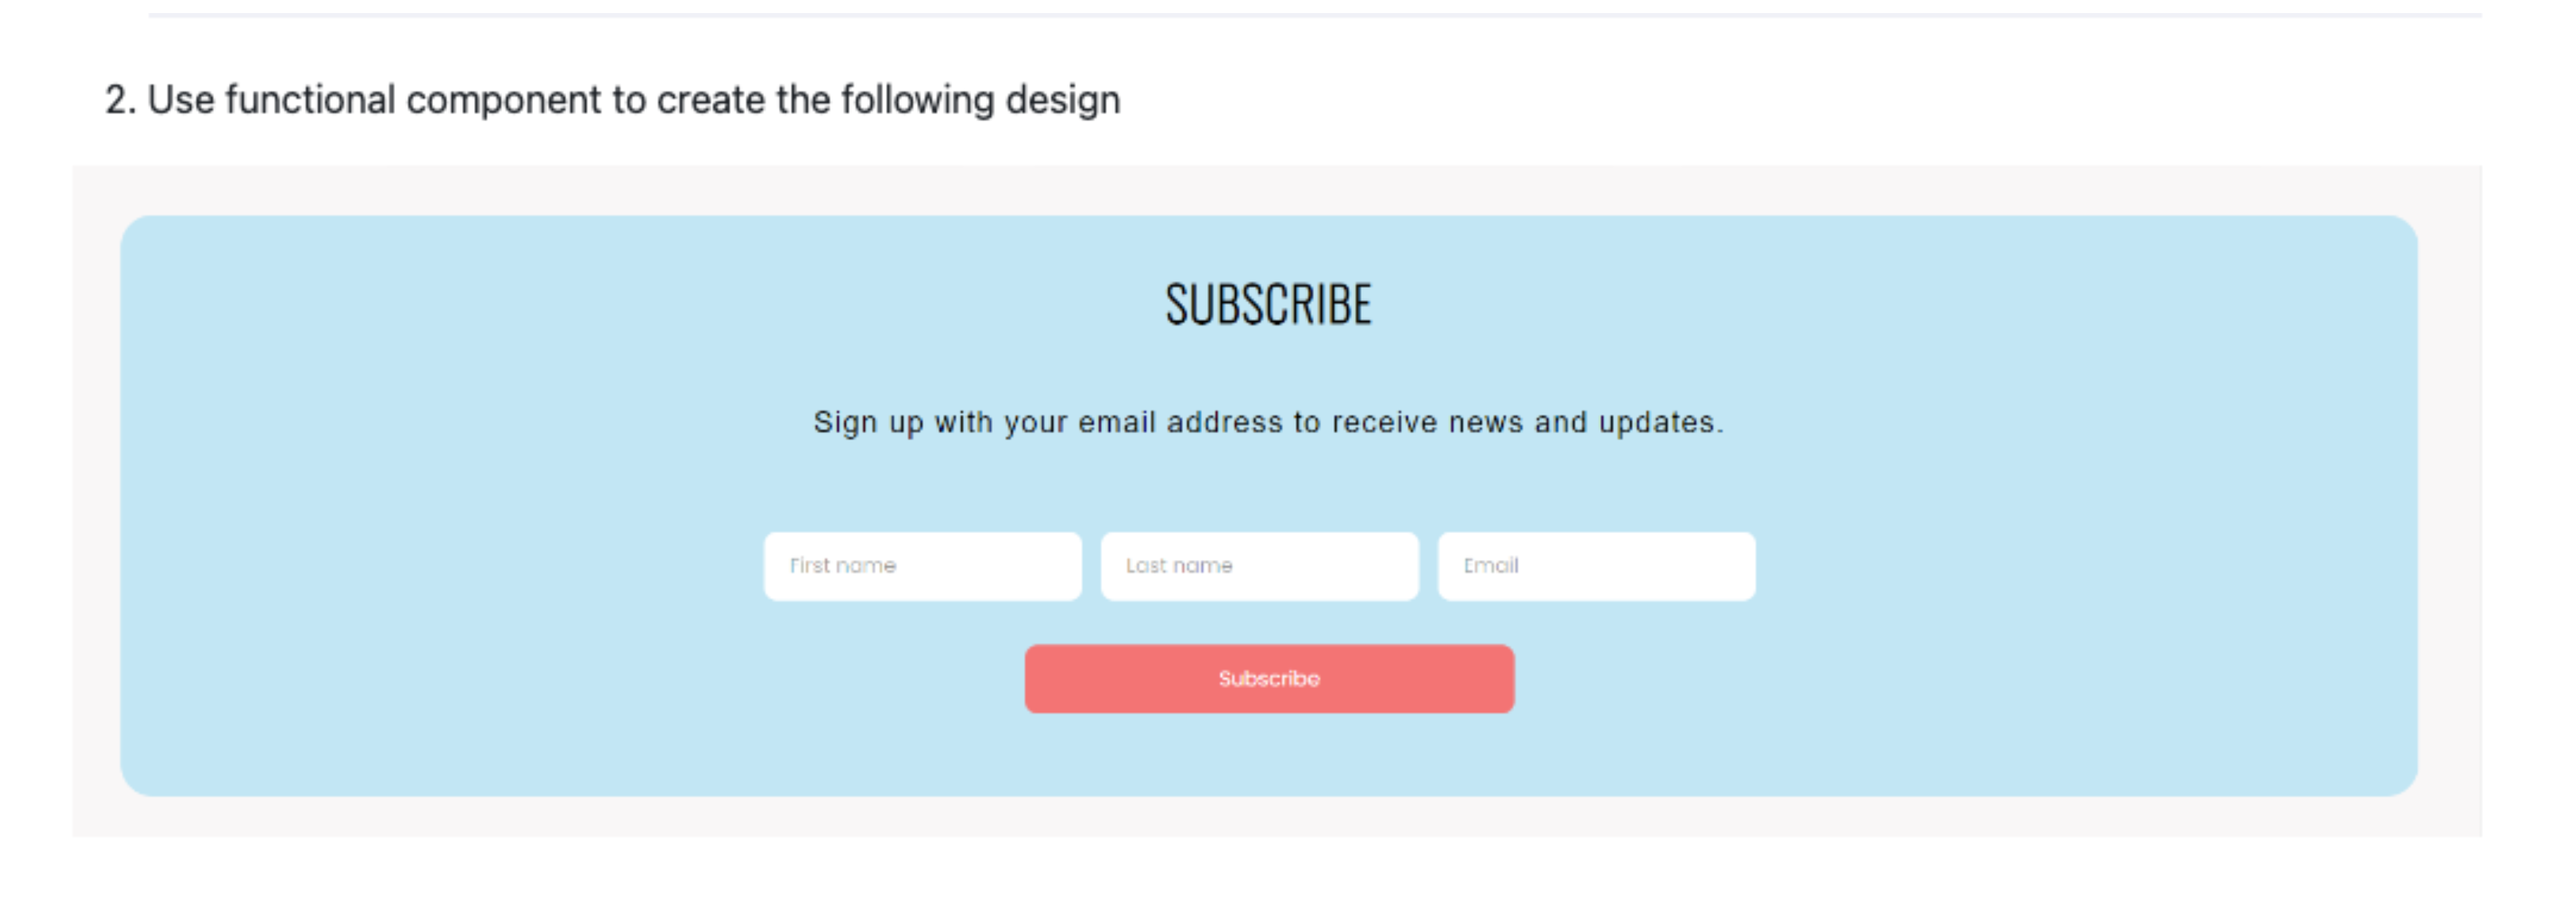 2. Use functional component to create the following design
SUBSCRIBE
Sign up with your email address to receive news and updates.
First name
Last name
Email
Subscribe